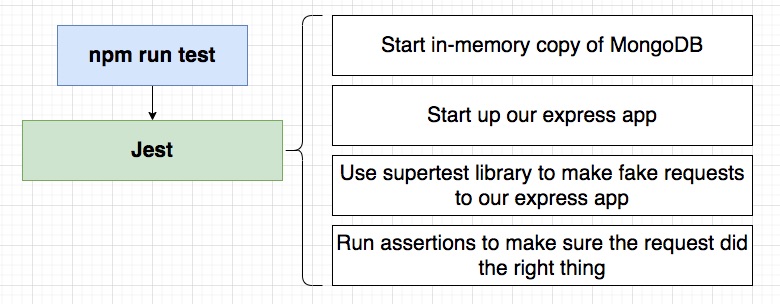 npm run test
Jest
Start in-memory copy of MongoDB
Start up our express app
Use supertest library to make fake requests
to our express app
Run assertions to make sure the request did
the right thing